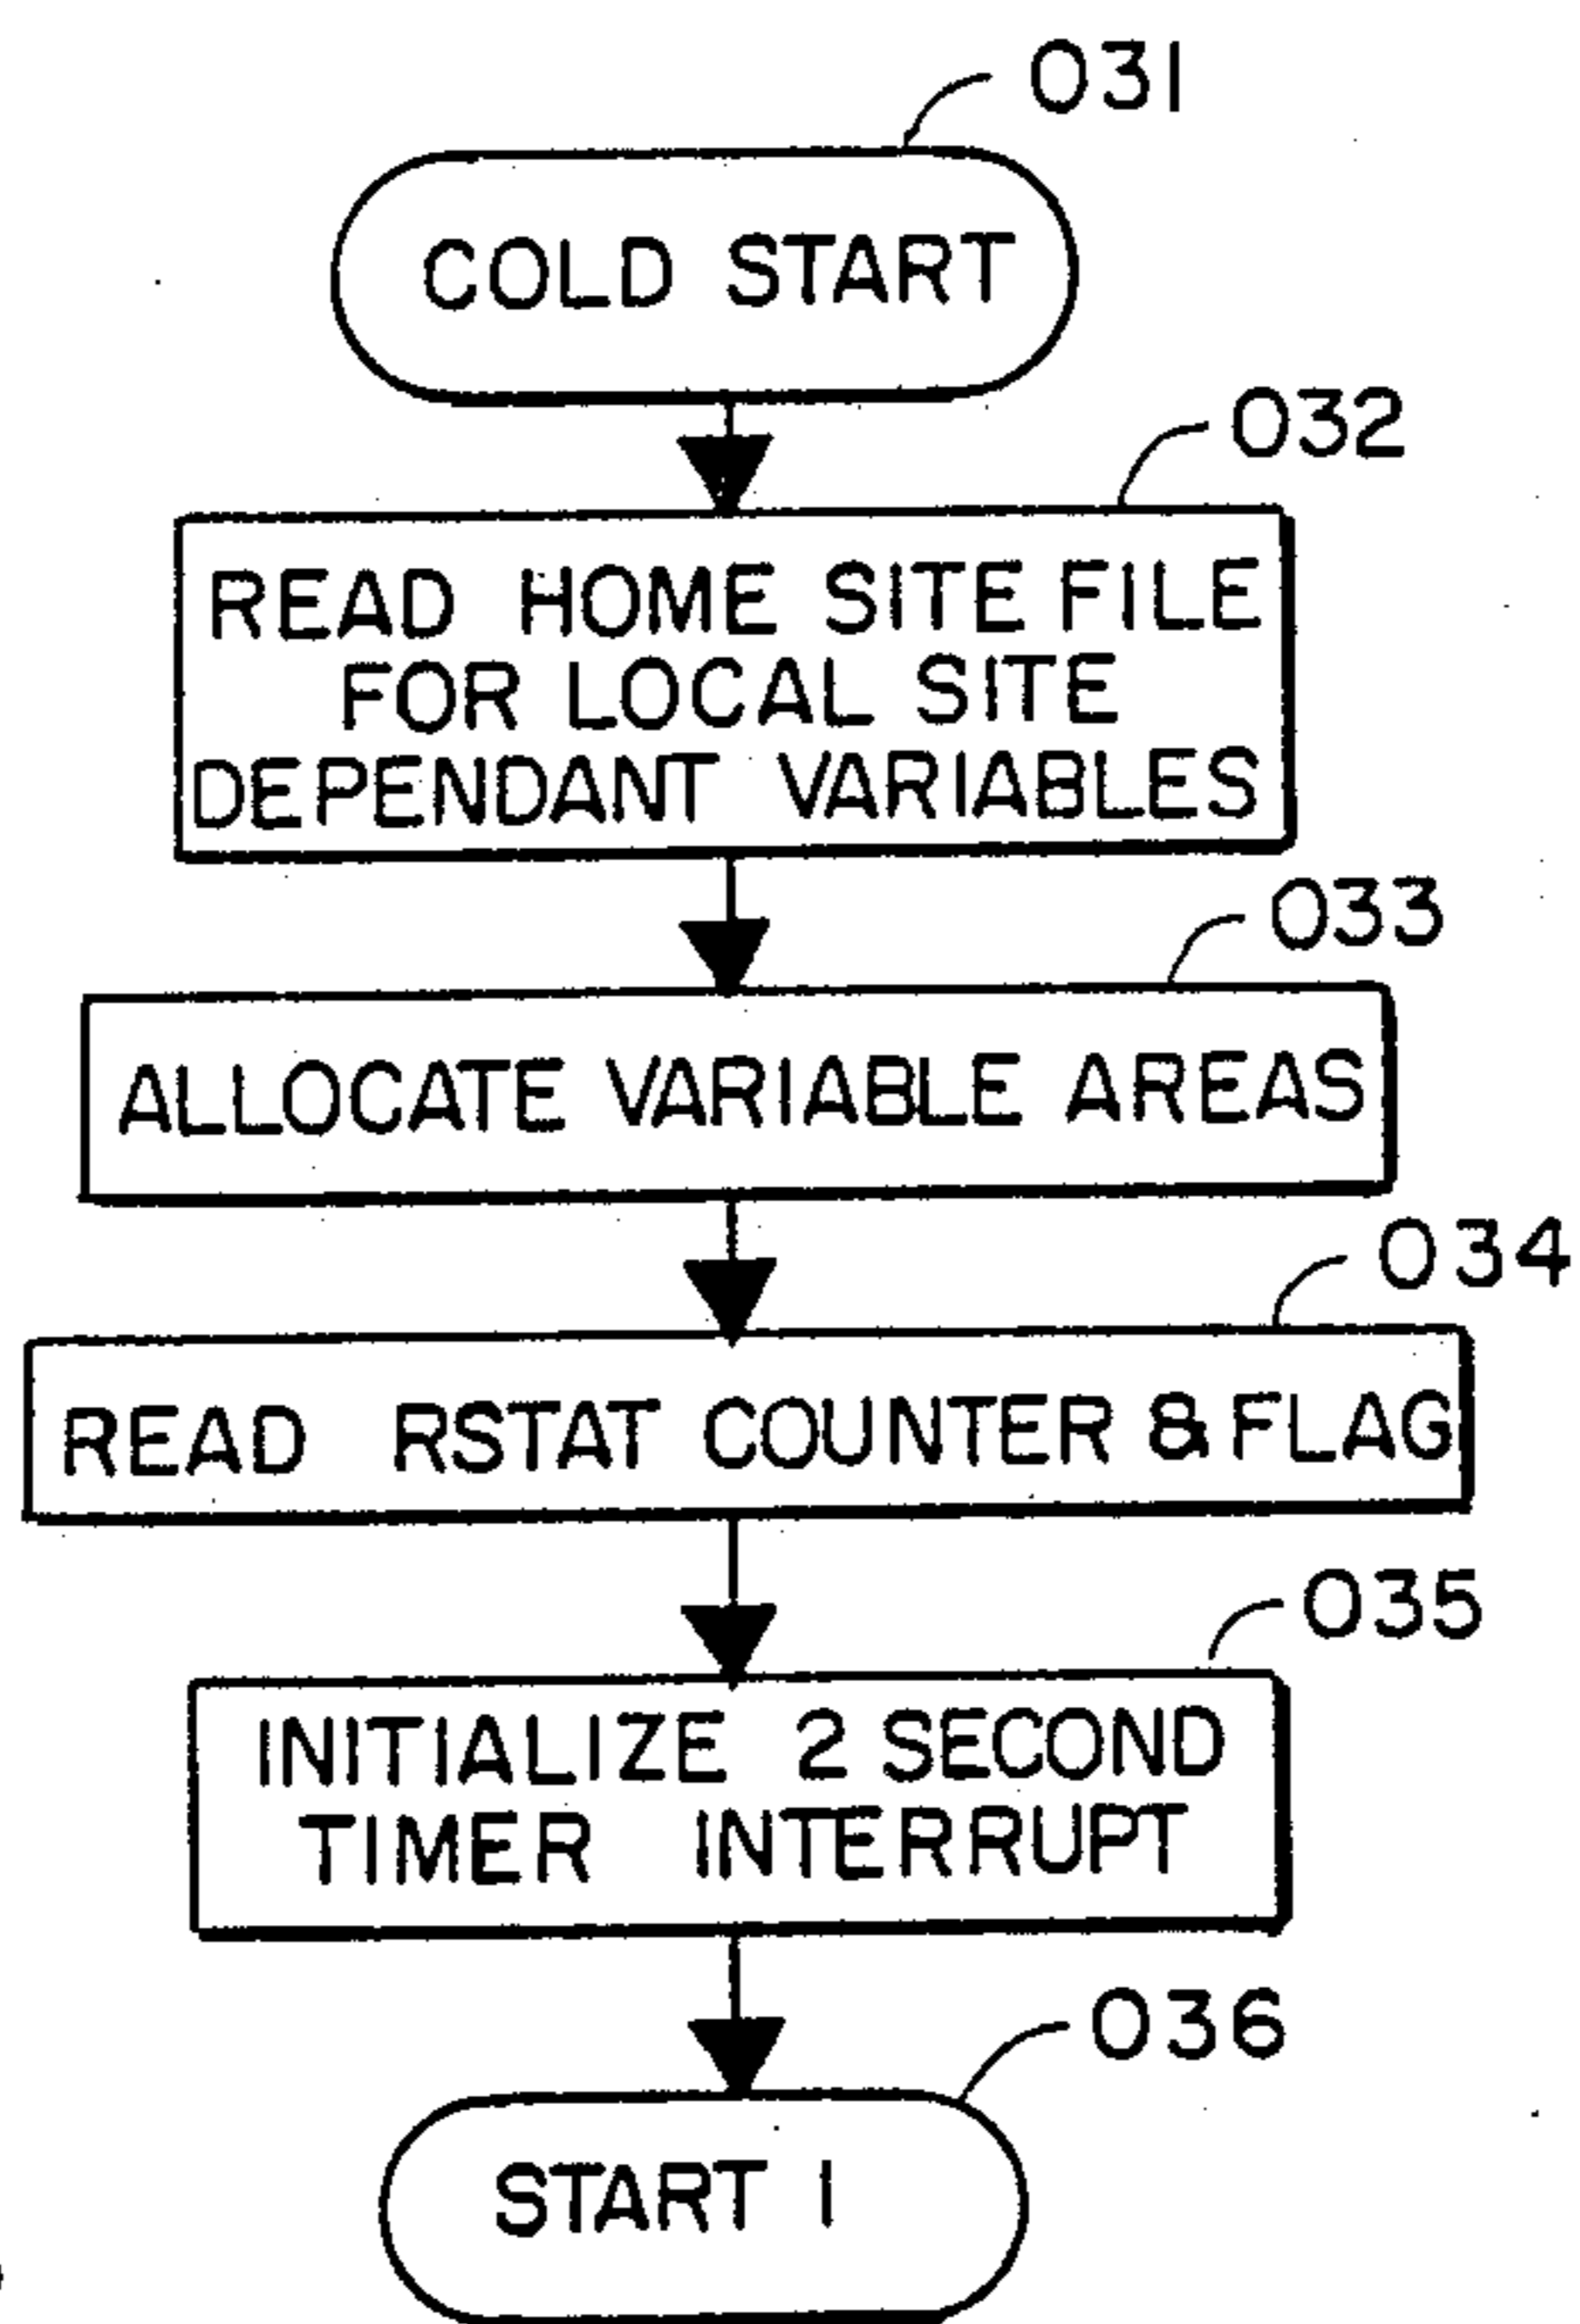 031
COLD START
032
READ HOME SITE FILE
FOR LOCAL SITE
DEPENDANT VARIABLES
033
ALLOCATE VARIABLE AREAS
034
READ RSTAT COUNTER & FLAG
035
INITIALIZE 2 SECOND
TIMER INTERRUPT
036
START 1